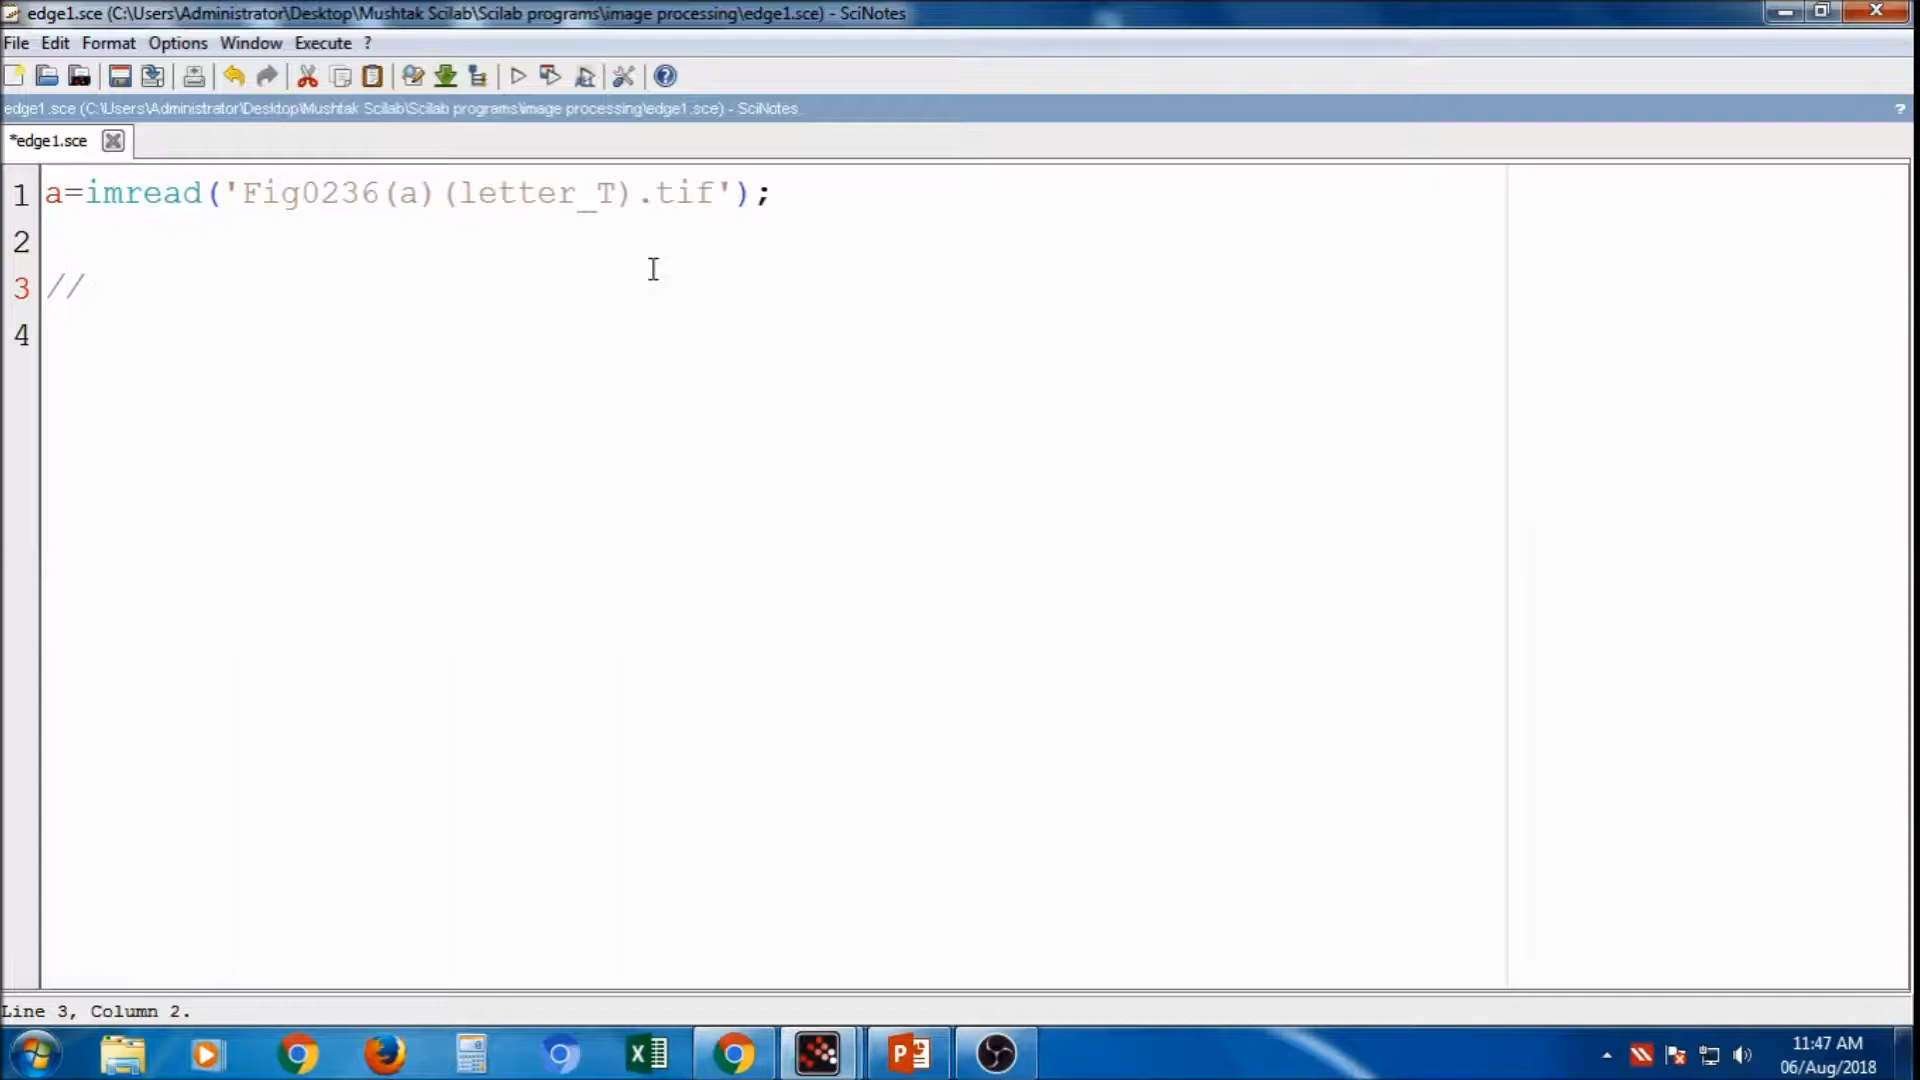 edge1.sce (C:\Users\Administrator\Desktop\Mushtak Scilab\Scilab programs\image processing\edge1.sce) - SciNotes
File Edit Format Options Window Execute ?
edge1.sce (C:\Users\Administrator\Desktop\Mushtak Scilab\Scilab programs\image processing\edge1.sce) - SciNotes
?
*edge1.sce
1 a=imread('Fig0236(a)(letter_T).tif');
2
3 //
4
Line 3, Column 2.
11:47 AM
06/Aug/2018